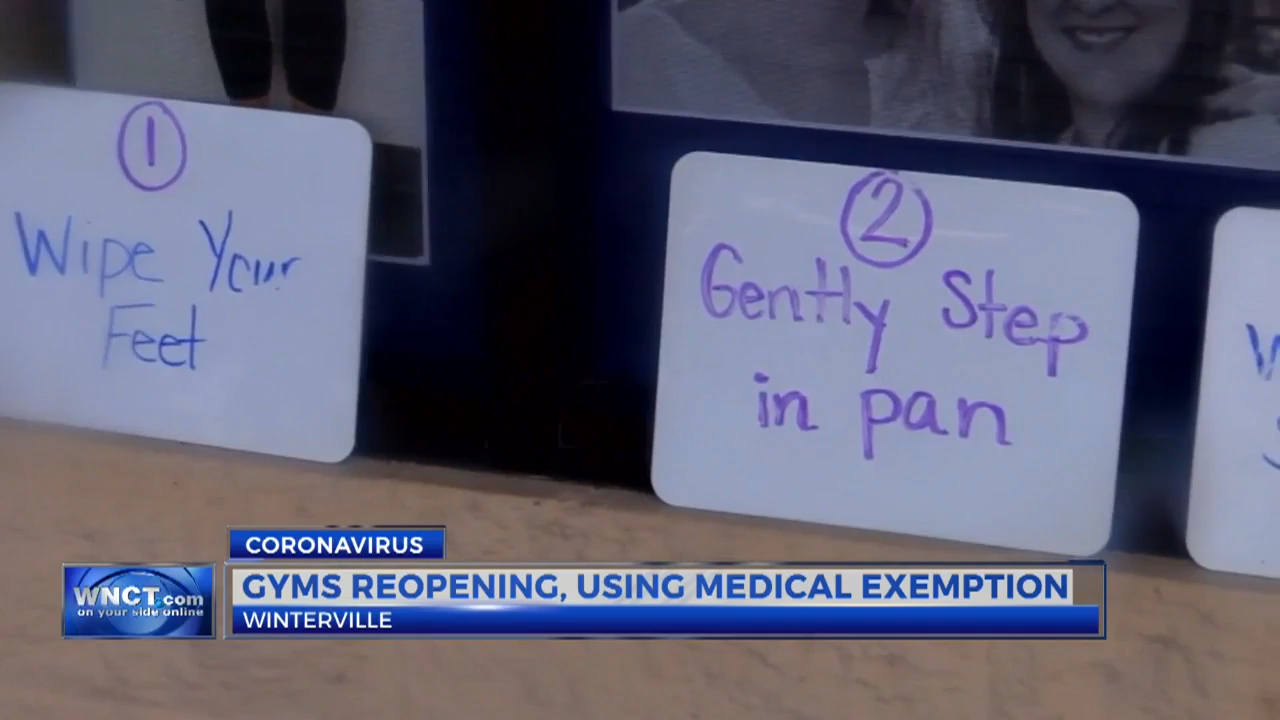 1
Wipe Your
Feet
2
Gently Step
in pan
CORONAVIRUS
GYMS REOPENING, USING MEDICAL EXEMPTION
WINTERVILLE
WNCT.com
on your side online